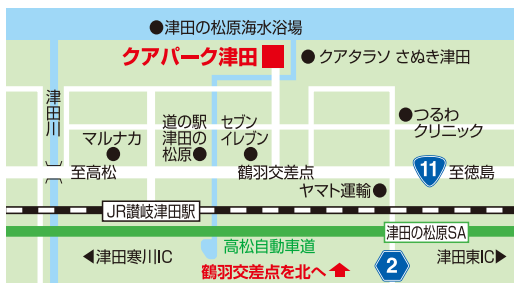 ●津田の松原海水浴場
クアパーク津田
●クアタラソ さぬき津田
津田川
マルナカ
道の駅
津田の
松原●
セブン
イレブン
●つるわ
クリニック
至高松
鶴羽交差点
11
至徳島
ヤマト運輸●
JR讃岐津田駅
津田の松原SA
高松自動車道
◀津田寒川IC
鶴羽交差点を北へ
2
津田東IC▶